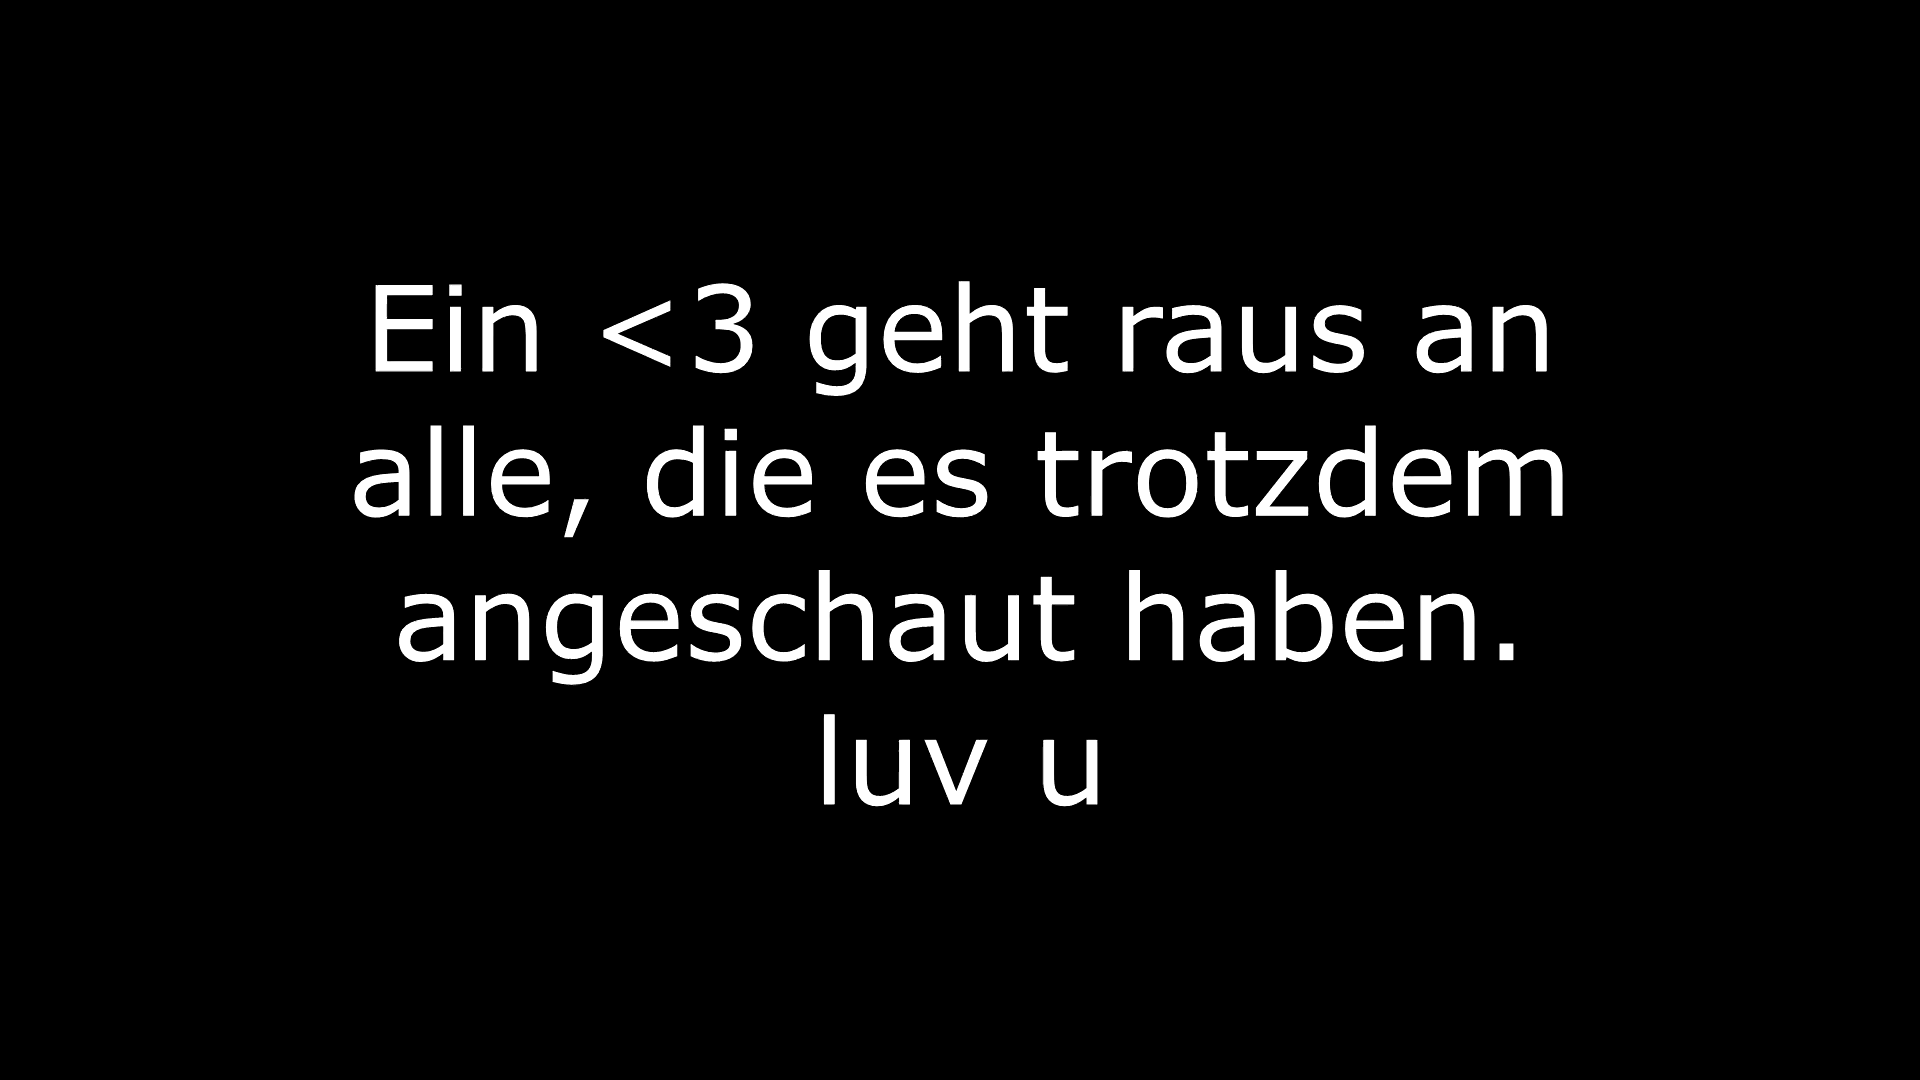 Ein <3 geht raus an
alle, die es trotzdem
angeschaut haben.
luv u